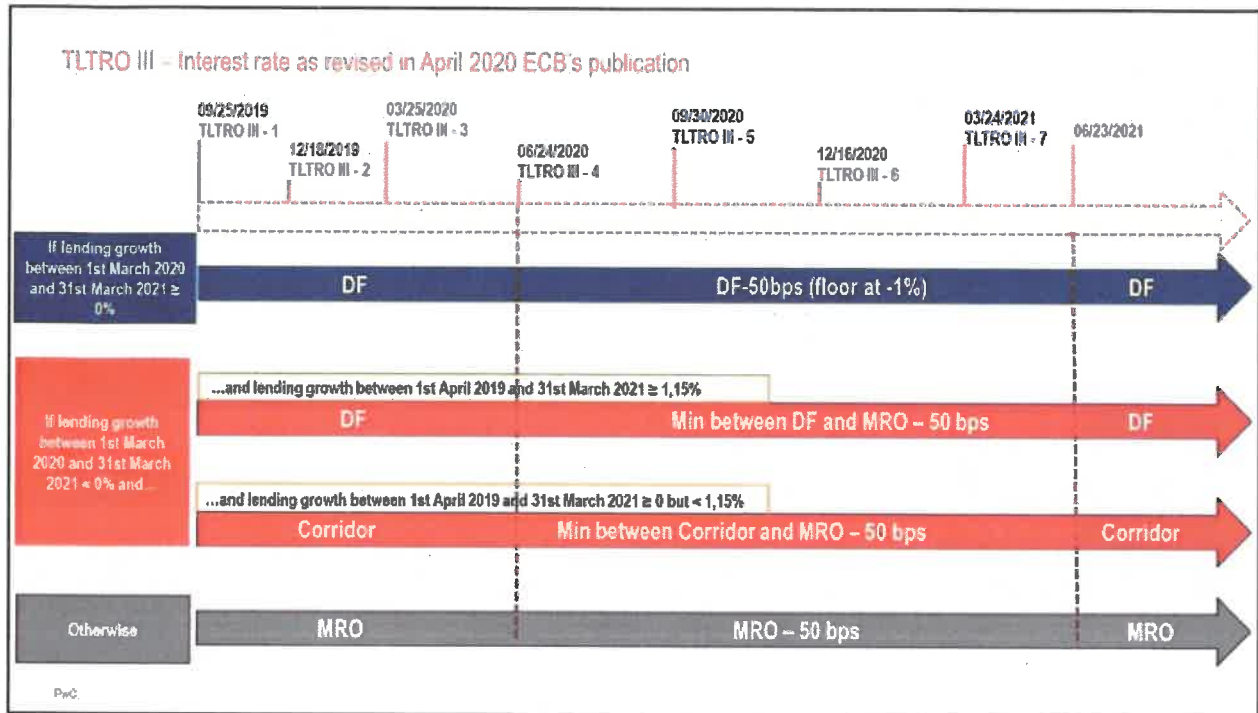 TLTRO III – Interest rate as revised in April 2020 ECB's publication
09/25/2019
TLTRO III - 1
12/18/2019
TLTRO III - 2
03/25/2020
TLTRO III - 3
06/24/2020
TLTRO III - 4
09/30/2020
TLTRO III - 5
12/16/2020
TLTRO III - 6
03/24/2021
TLTRO III - 7
06/23/2021
If lending growth
between 1st March 2020
and 31st March 2021 ≥
0%
DF
DF-50bps (floor at -1%)
DF
If lending growth
between 1st March
2020 and 31st March
2021 < 0% and...
...and lending growth between 1st April 2019 and 31st March 2021 ≥ 1,15%
DF
Min between DF and MRO – 50 bps
DF
...and lending growth between 1st April 2019 and 31st March 2021 ≥ 0 but < 1,15%
Corridor
Min between Corridor and MRO – 50 bps
Corridor
Otherwise
MRO
MRO – 50 bps
MRO
PwC